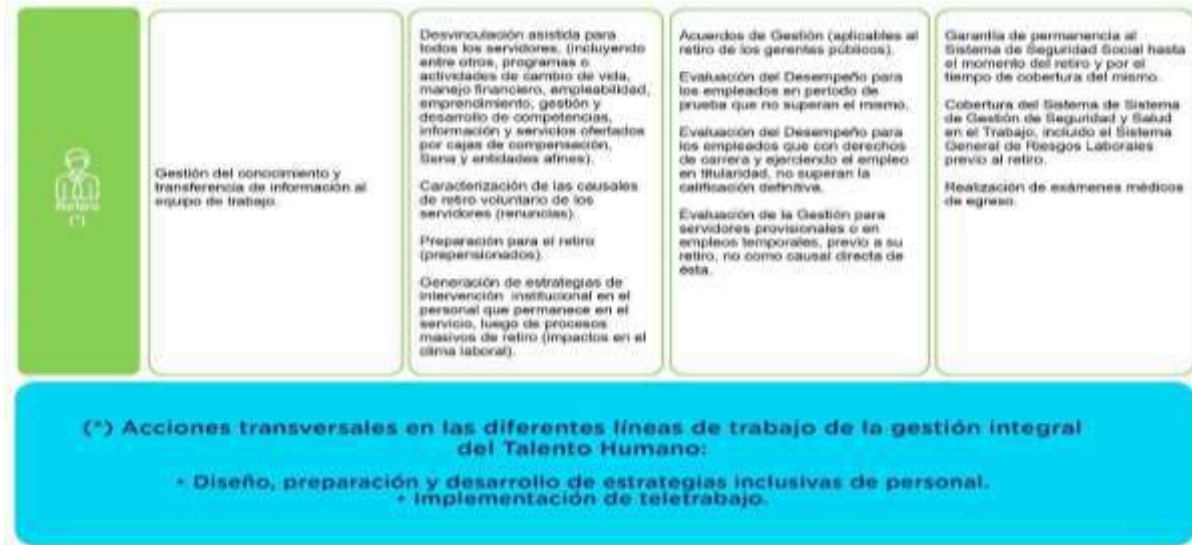 Retiro
(*)
Gestión del conocimiento y
transferencia de información al
equipo de trabajo.
Desvinculación asistida para
todos los servidores, (incluyendo
entre otros, programas o
actividades de cambio de vida,
manejo financiero, empleabilidad,
emprendimiento, gestión y
desarrollo de competencias,
información y servicios ofertados
por cajas de compensación,
Sena y entidades afines).
Caracterización de las causales
de retiro voluntario de los
servidores (renuncias).
Preparación para el retiro
(prepensionados).
Generación de estrategias de
intervención institucional en el
personal que permanece en el
servicio, luego de procesos
masivos de retiro (impactos en el
clima laboral).
Acuerdos de Gestión (aplicables al
retiro de los gerentes públicos).
Evaluación del Desempeño para
los empleados en periodo de
prueba que no superan el mismo.
Evaluación del Desempeño para
los empleados que con derechos
de carrera y ejerciendo el empleo
en titularidad, no superan la
calificación definitiva.
Evaluación de la Gestión para
servidores provisionales o en
empleos temporales, previo a su
retiro, no como causal directa de
ésta.
Garantía de permanencia al
Sistema de Seguridad Social hasta
el momento del retiro y por el
tiempo de cobertura del mismo.
Cobertura del Sistema de Sistema
de Gestión de Seguridad y Salud
en el Trabajo, incluido el Sistema
General de Riesgos Laborales
previo al retiro.
Realización de exámenes médicos
de egreso.
(*) Acciones transversales en las diferentes líneas de trabajo de la gestión integral
del Talento Humano:
• Diseño, preparación y desarrollo de estrategias inclusivas de personal.
• Implementación de teletrabajo.